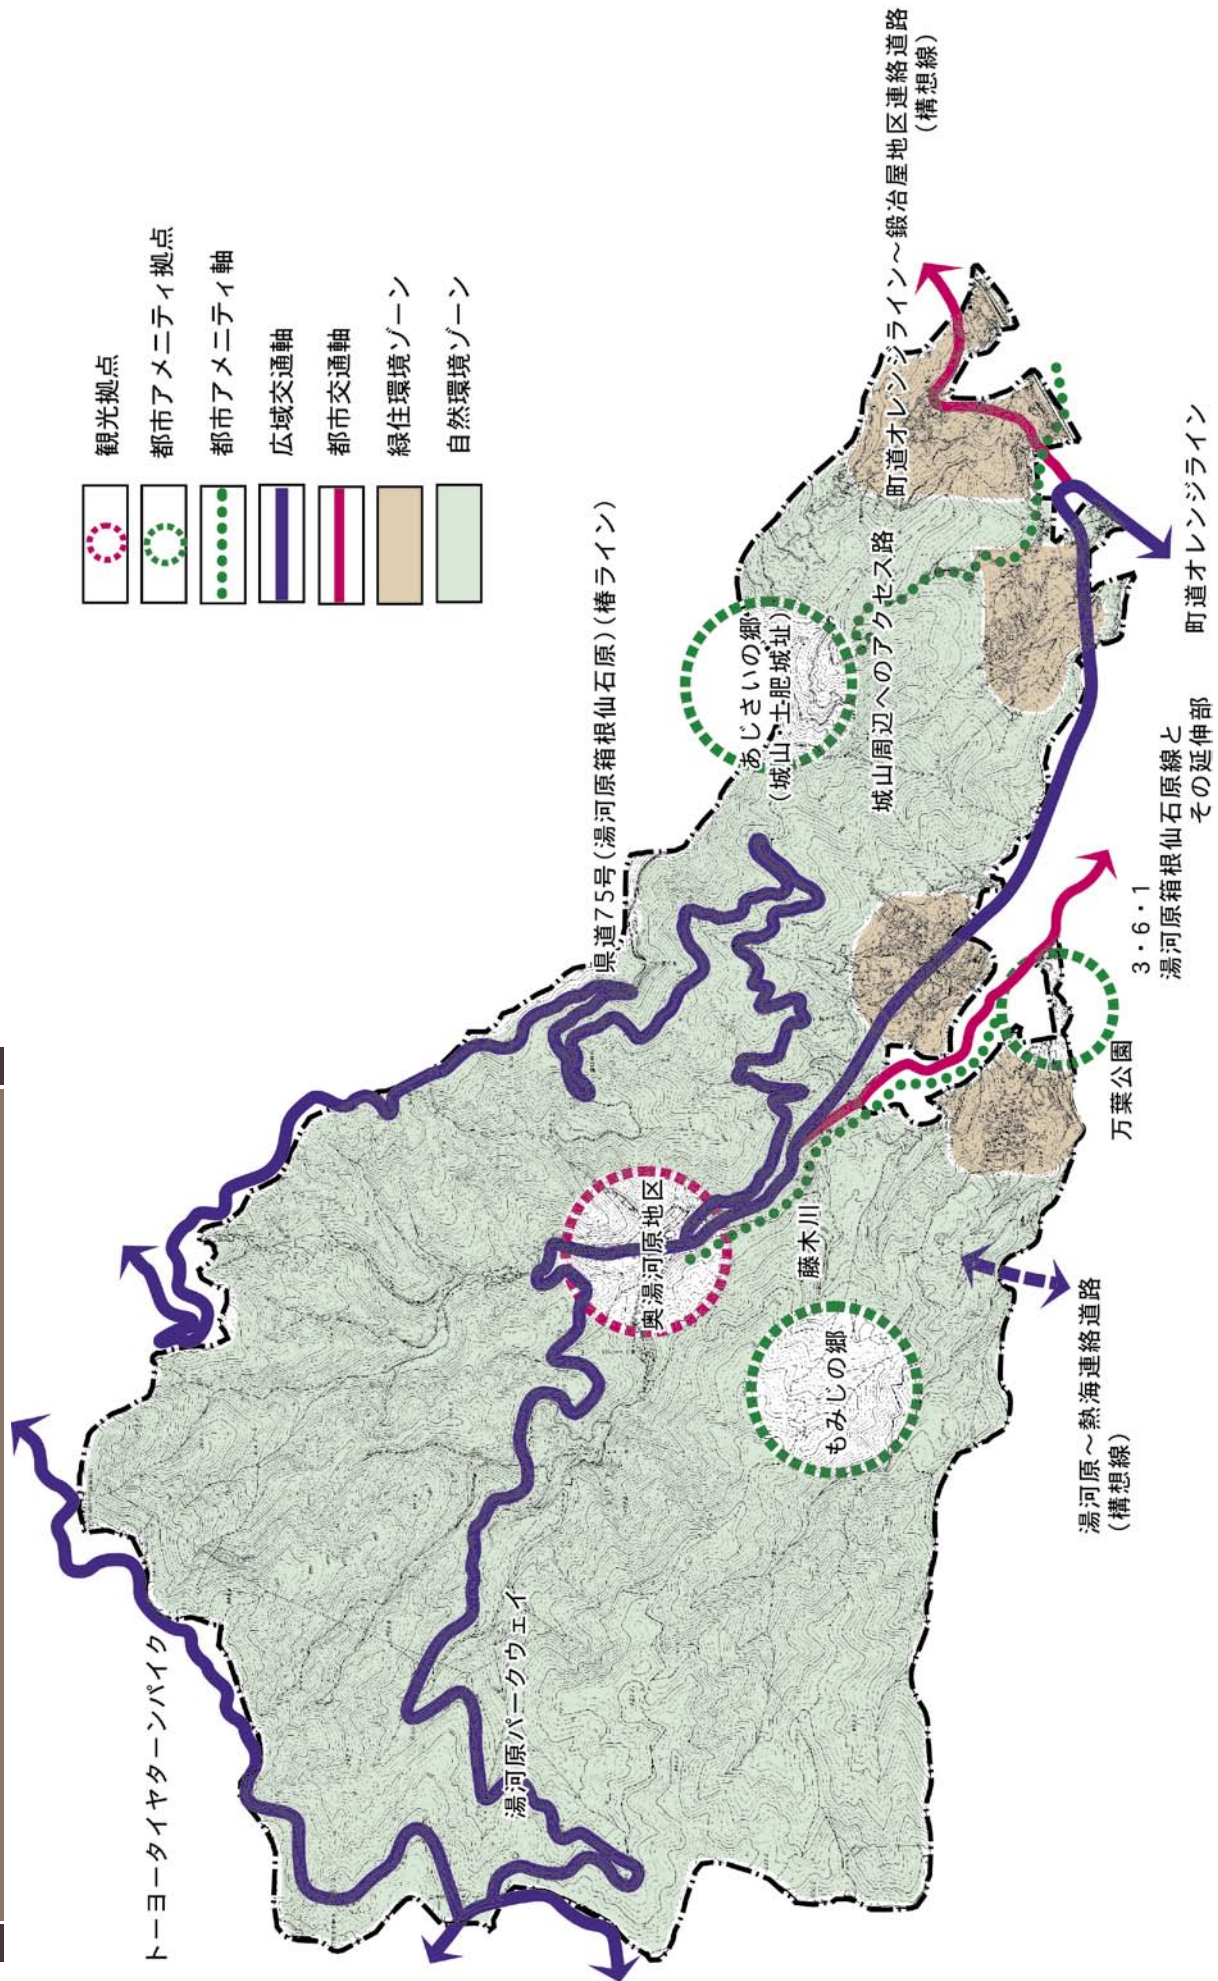 観光拠点
都市アメニティ拠点
都市アメニティ軸
広域交通軸
都市交通軸
緑住環境ゾーン
自然環境ゾーン
トーヨータイヤターンパイク
県道75号(湯河原箱根仙石原)(椿ライン)
湯河原パークウェイ
奥湯河原地区
あじさいの郷
(城山・土肥城址)
城山周辺へのアクセス路
町道オレンジライン〜鍛冶屋地区連絡道路
(構想線)
もみじの郷
藤木川
万葉公園
湯河原〜熱海連絡道路
(構想線)
3・6・1
湯河原箱根仙石原線と
その延伸部
町道オレンジライン